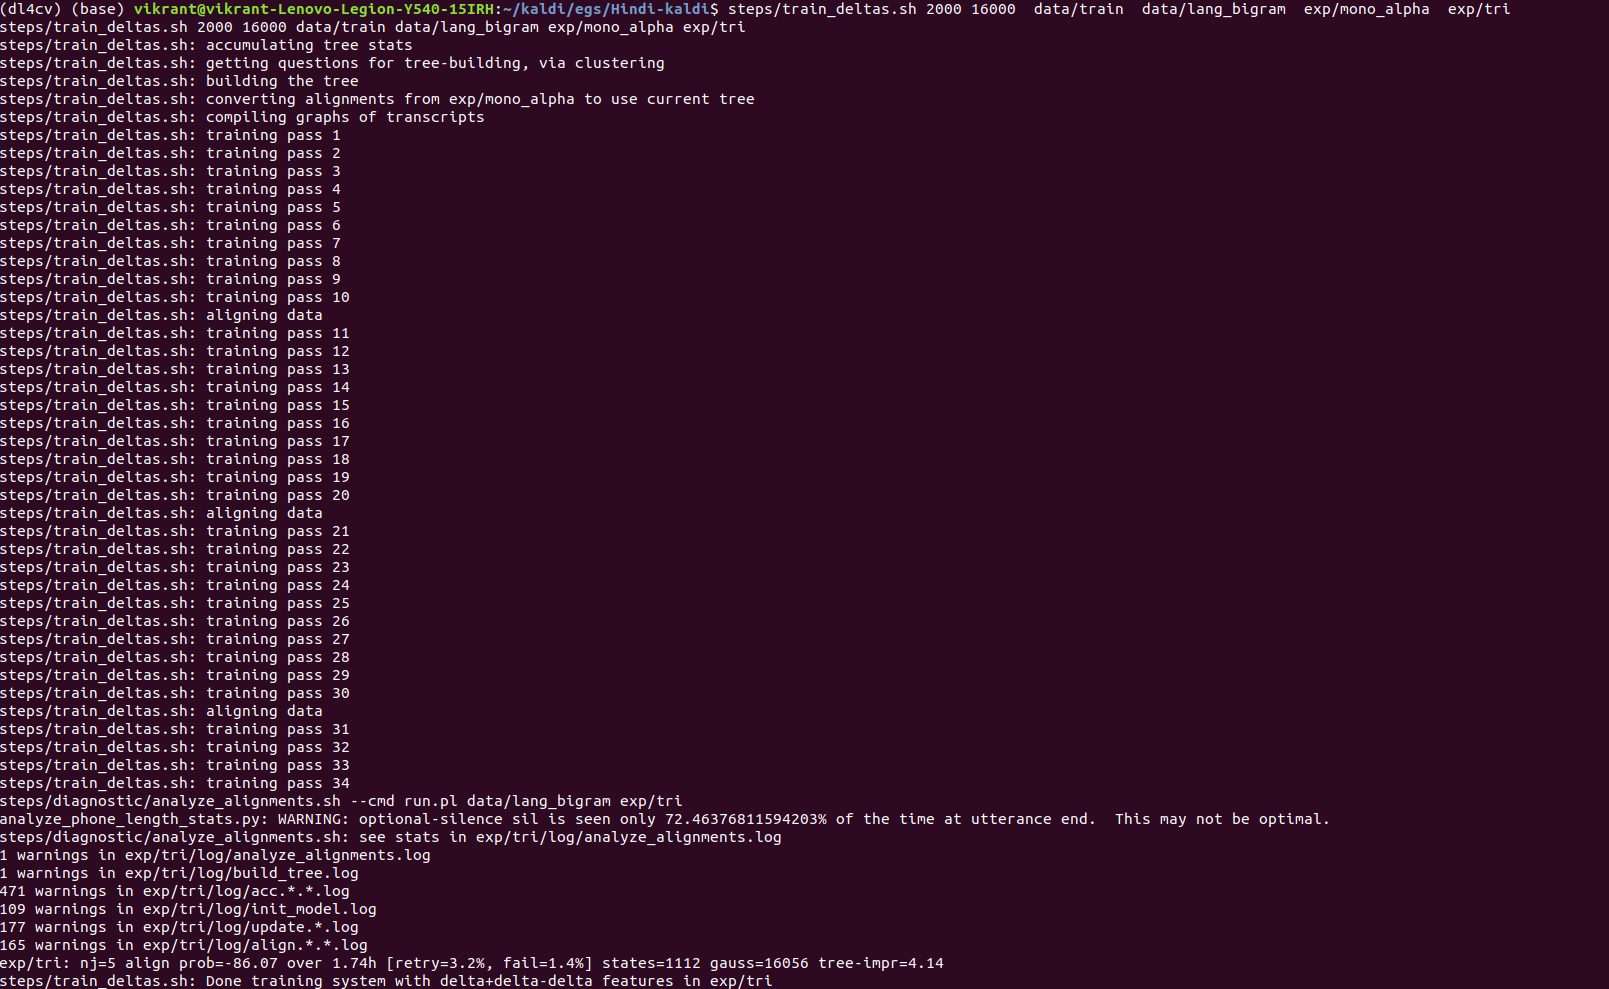 (dl4cv) (base) vikrant@vikrant-Lenovo-Legion-Y540-15IRH:~/kaldi/egs/Hindi-kaldi$ steps/train_deltas.sh 2000 16000  data/train  data/lang_bigram  exp/mono_alpha  exp/tri
steps/train_deltas.sh 2000 16000 data/train data/lang_bigram exp/mono_alpha exp/tri
steps/train_deltas.sh: accumulating tree stats
steps/train_deltas.sh: getting questions for tree-building, via clustering
steps/train_deltas.sh: building the tree
steps/train_deltas.sh: converting alignments from exp/mono_alpha to use current tree
steps/train_deltas.sh: compiling graphs of transcripts
steps/train_deltas.sh: training pass 1
steps/train_deltas.sh: training pass 2
steps/train_deltas.sh: training pass 3
steps/train_deltas.sh: training pass 4
steps/train_deltas.sh: training pass 5
steps/train_deltas.sh: training pass 6
steps/train_deltas.sh: training pass 7
steps/train_deltas.sh: training pass 8
steps/train_deltas.sh: training pass 9
steps/train_deltas.sh: training pass 10
steps/train_deltas.sh: aligning data
steps/train_deltas.sh: training pass 11
steps/train_deltas.sh: training pass 12
steps/train_deltas.sh: training pass 13
steps/train_deltas.sh: training pass 14
steps/train_deltas.sh: training pass 15
steps/train_deltas.sh: training pass 16
steps/train_deltas.sh: training pass 17
steps/train_deltas.sh: training pass 18
steps/train_deltas.sh: training pass 19
steps/train_deltas.sh: training pass 20
steps/train_deltas.sh: aligning data
steps/train_deltas.sh: training pass 21
steps/train_deltas.sh: training pass 22
steps/train_deltas.sh: training pass 23
steps/train_deltas.sh: training pass 24
steps/train_deltas.sh: training pass 25
steps/train_deltas.sh: training pass 26
steps/train_deltas.sh: training pass 27
steps/train_deltas.sh: training pass 28
steps/train_deltas.sh: training pass 29
steps/train_deltas.sh: training pass 30
steps/train_deltas.sh: aligning data
steps/train_deltas.sh: training pass 31
steps/train_deltas.sh: training pass 32
steps/train_deltas.sh: training pass 33
steps/train_deltas.sh: training pass 34
steps/diagnostic/analyze_alignments.sh --cmd run.pl data/lang_bigram exp/tri
analyze_phone_length_stats.py: WARNING: optional-silence sil is seen only 72.46376811594203% of the time at utterance end.  This may not be optimal.
steps/diagnostic/analyze_alignments.sh: see stats in exp/tri/log/analyze_alignments.log
1 warnings in exp/tri/log/analyze_alignments.log
1 warnings in exp/tri/log/build_tree.log
471 warnings in exp/tri/log/acc.*.*.log
109 warnings in exp/tri/log/init_model.log
177 warnings in exp/tri/log/update.*.log
165 warnings in exp/tri/log/align.*.*.log
exp/tri: nj=5 align prob=-86.07 over 1.74h [retry=3.2%, fail=1.4%] states=1112 gauss=16056 tree-impr=4.14
steps/train_deltas.sh: Done training system with delta+delta-delta features in exp/tri